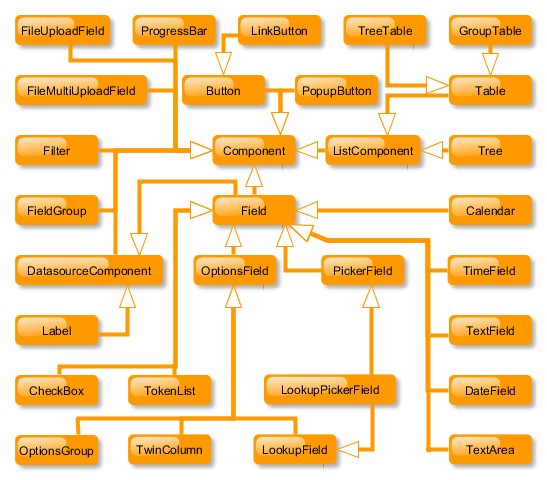 FileUploadField
ProgressBar
LinkButton
TreeTable
GroupTable
FileMultiUploadField
Button
PopupButton
Table
Filter
Component
ListComponent
Tree
FieldGroup
Field
Calendar
DatasourceComponent
OptionsField
PickerField
TimeField
Label
TextField
CheckBox
TokenList
LookupPickerField
DateField
OptionsGroup
TwinColumn
LookupField
TextArea